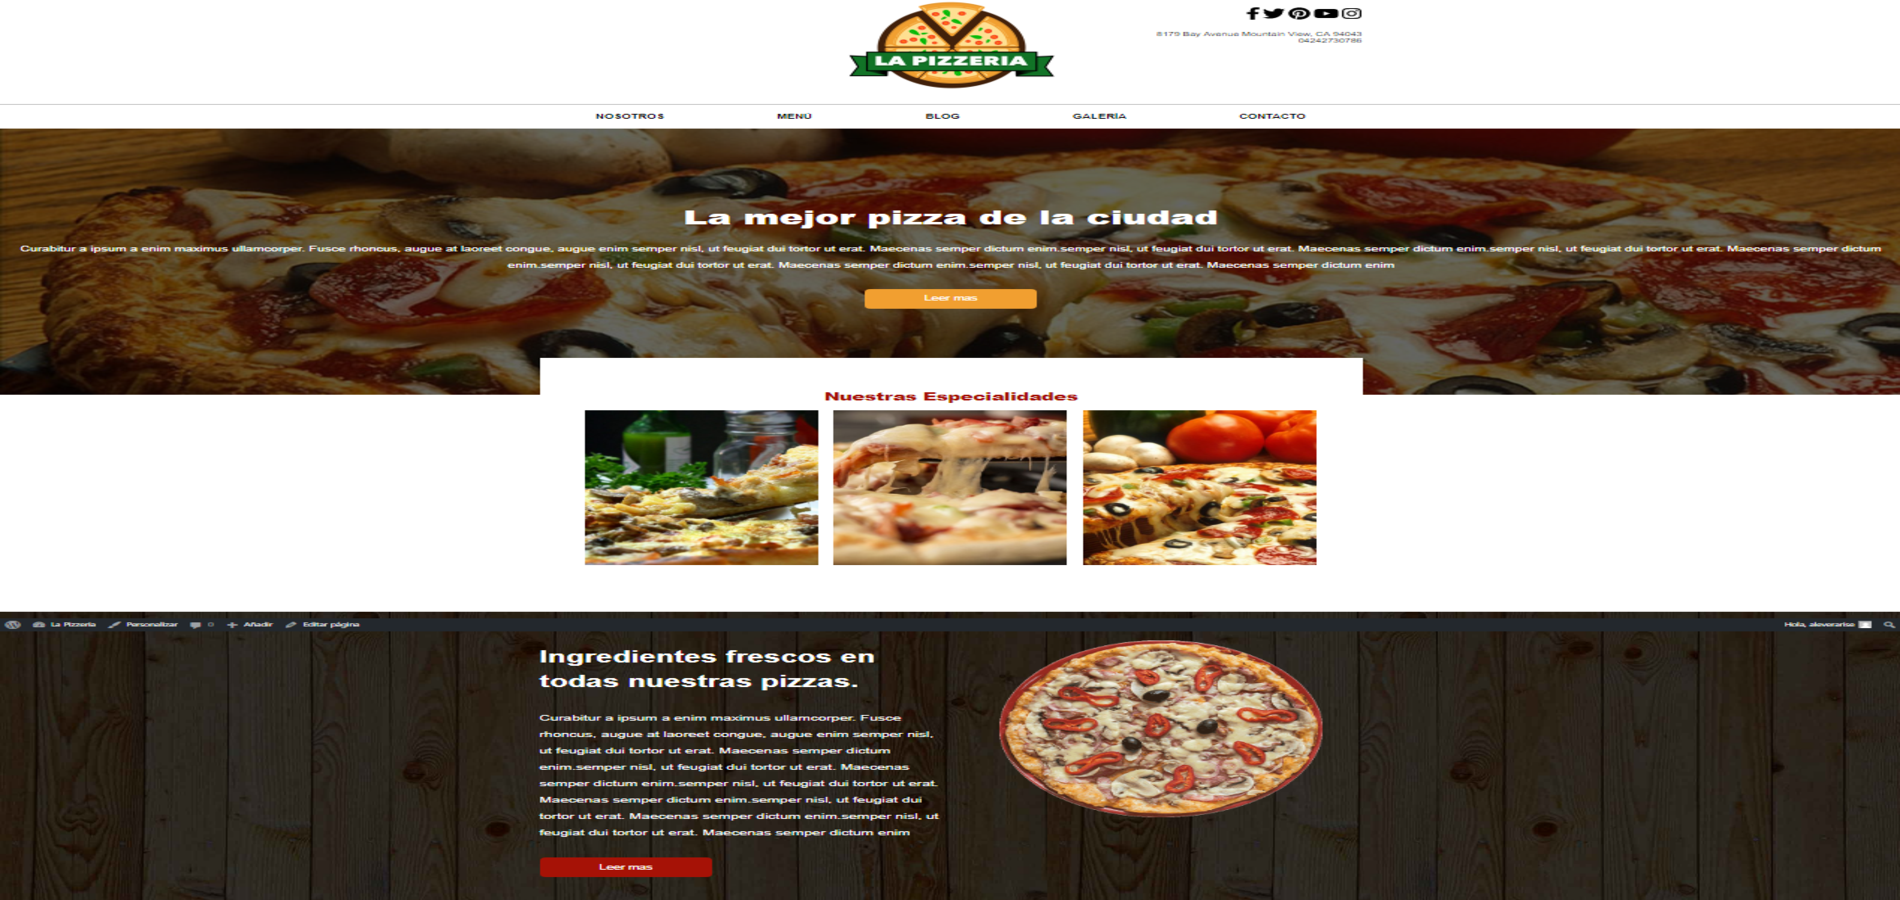 LA PIZZERIA
8179 Bay Avenue Mountain View, CA 94043
04242730786
NOSOTROS MENÚ BLOG GALERÍA CONTACTO
La mejor pizza de la ciudad
Curabitur a ipsum a enim maximus ullamcorper. Fusce rhoncus, augue at laoreet congue, augue enim semper nisl, ut feugiat dui tortor ut erat. Maecenas semper dictum enim.semper nisl, ut feugiat dui tortor ut erat. Maecenas semper dictum enim.semper nisl, ut feugiat dui tortor ut erat. Maecenas semper dictum
enim.semper nisl, ut feugiat dui tortor ut erat. Maecenas semper dictum enim.semper nisl, ut feugiat dui tortor ut erat. Maecenas semper dictum enim
Leer mas
Nuestras Especialidades
La Pizzeria Personalizar 0 Añadir Editar página Hola, aleverarise
Ingredientes frescos en
todas nuestras pizzas.
Curabitur a ipsum a enim maximus ullamcorper. Fusce
rhoncus, augue at laoreet congue, augue enim semper nisl,
ut feugiat dui tortor ut erat. Maecenas semper dictum
enim.semper nisl, ut feugiat dui tortor ut erat. Maecenas
semper dictum enim.semper nisl, ut feugiat dui tortor ut erat.
Maecenas semper dictum enim.semper nisl, ut feugiat dui
tortor ut erat. Maecenas semper dictum enim.semper nisl, ut
feugiat dui tortor ut erat. Maecenas semper dictum enim
Leer mas